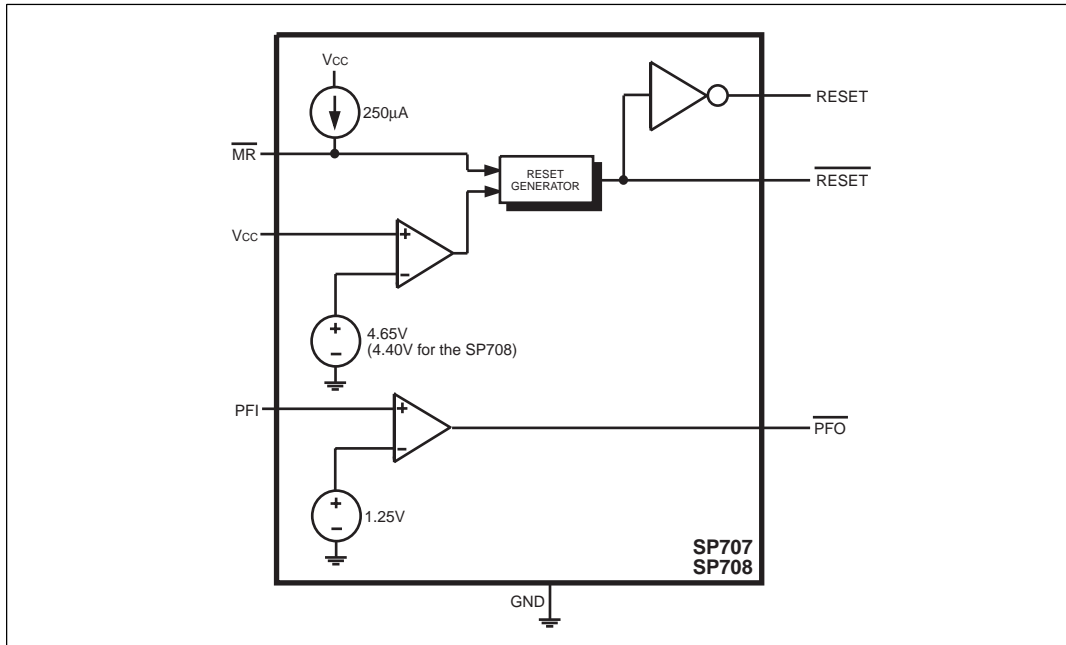 VCC
250µA
MR
RESET
RESET
GENERATOR
RESET
VCC
+
−
+
−
4.65V
(4.40V for the SP708)
PFI
+
−
PFO
+
−
1.25V
SP707
SP708
GND